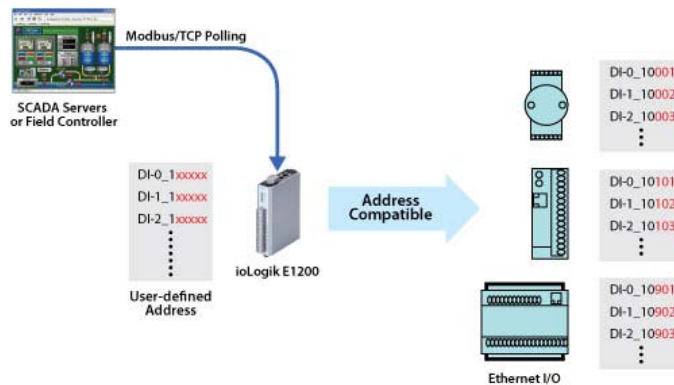 Modbus/TCP Polling
SCADA Servers
or Field Controller
DI-0_1xxxxx
DI-1_1xxxxx
DI-2_1xxxxx
User-defined
Address
ioLogik E1200
Address
Compatible
DI-0_10001
DI-1_10002
DI-2_10003
DI-0_10101
DI-1_10102
DI-2_10103
DI-0_10901
DI-1_10902
DI-2_10903
Ethernet I/O